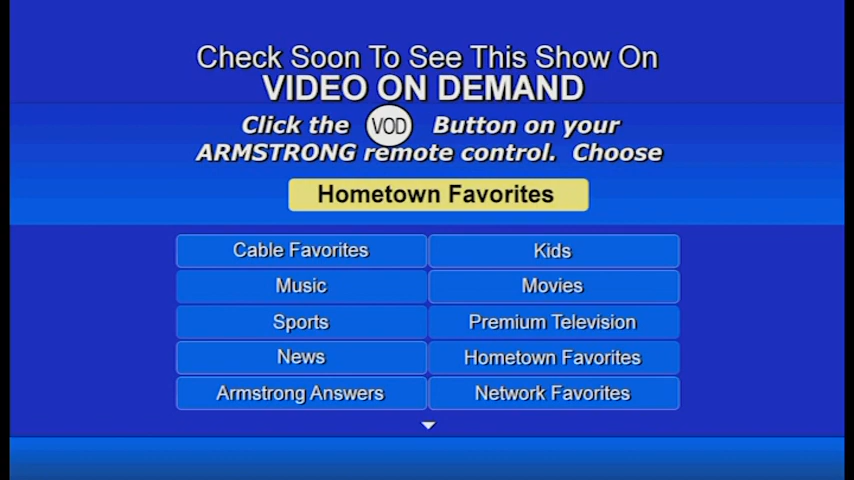 Check Soon To See This Show On
VIDEO ON DEMAND
Click the VOD Button on your
ARMSTRONG remote control. Choose
Hometown Favorites
Cable Favorites Kids
Music Movies
Sports Premium Television
News Hometown Favorites
Armstrong Answers Network Favorites